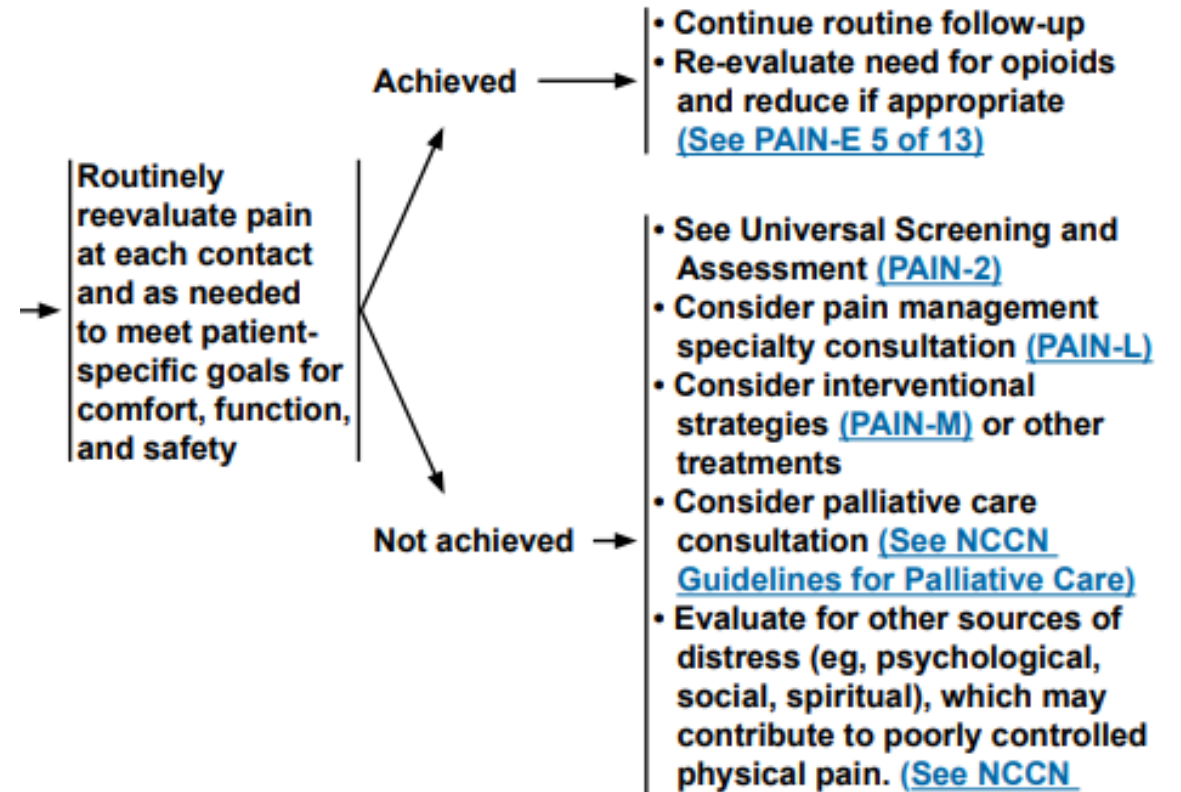 Routinely
reevaluate pain
at each contact
and as needed
to meet patient-
specific goals for
comfort, function,
and safety
Achieved
• Continue routine follow-up
• Re-evaluate need for opioids
and reduce if appropriate
(See PAIN-E 5 of 13)
Not achieved
• See Universal Screening and
Assessment (PAIN-2)
• Consider pain management
specialty consultation (PAIN-L)
• Consider interventional
strategies (PAIN-M) or other
treatments
• Consider palliative care
consultation (See NCCN
Guidelines for Palliative Care)
• Evaluate for other sources of
distress (eg, psychological,
social, spiritual), which may
contribute to poorly controlled
physical pain. (See NCCN